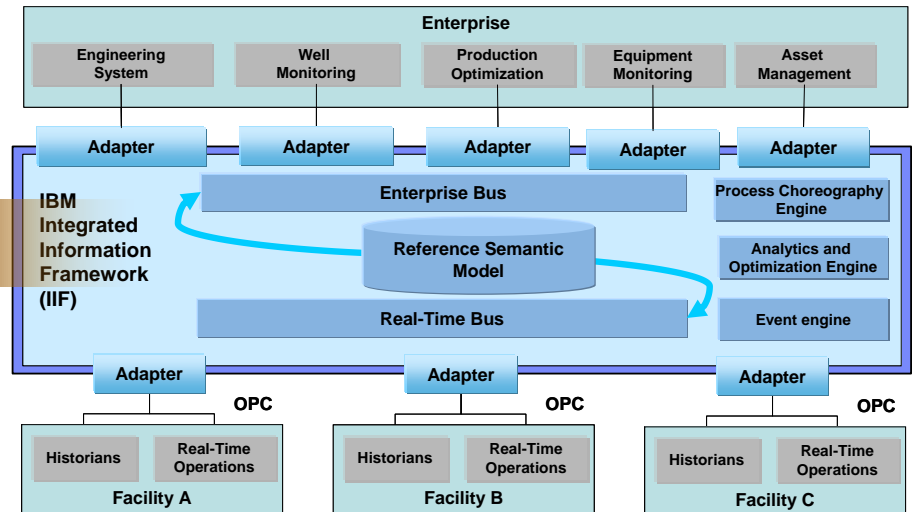 Enterprise
Engineering
System
Well
Monitoring
Production
Optimization
Equipment
Monitoring
Asset
Management
Adapter
Adapter
Adapter
Adapter
Adapter
IBM
Integrated
Information
Framework
(IIF)
Enterprise Bus
Reference Semantic
Model
Real-Time Bus
Process Choreography
Engine
Analytics and
Optimization Engine
Event engine
Adapter
Adapter
Adapter
OPC
OPC
OPC
Historians
Real-Time
Operations
Facility A
Historians
Real-Time
Operations
Facility B
Historians
Real-Time
Operations
Facility C